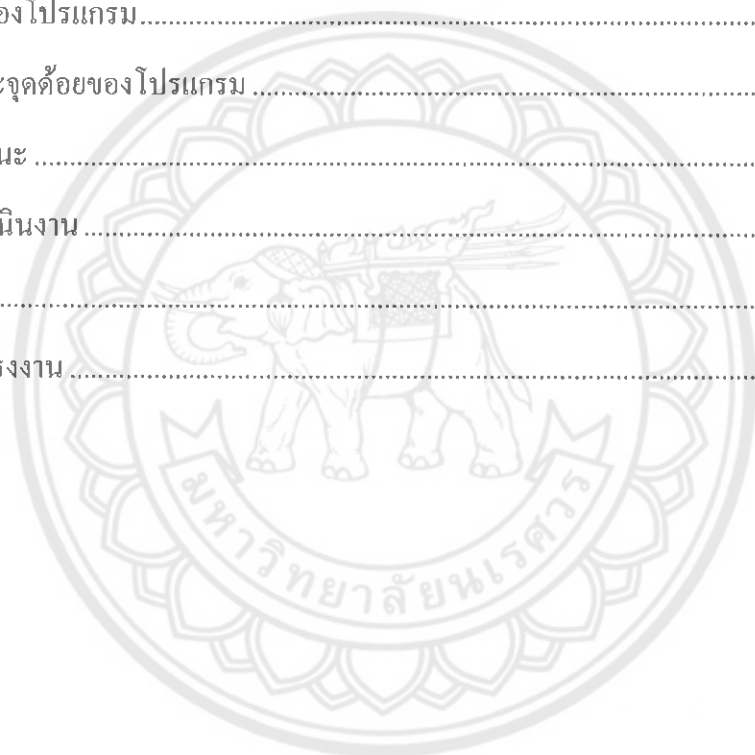 องโปรแกรม
ะจุดด้อยของโปรแกรม
นะ
นินงาน
รงงาน
มหาวิทยาลัยนเรศวร